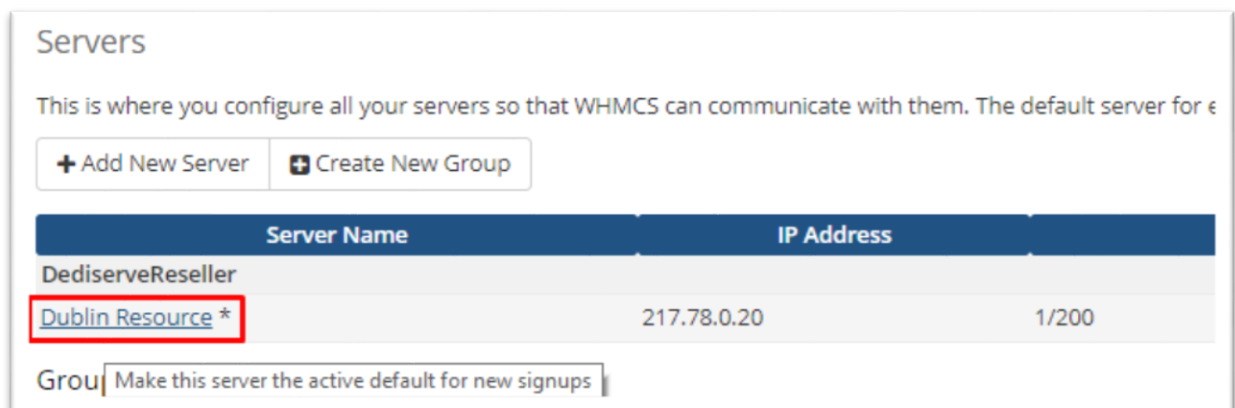 Servers
This is where you configure all your servers so that WHMCS can communicate with them. The default server for e
+ Add New Server Create New Group
Server Name IP Address
DediserveReseller
Dublin Resource * 217.78.0.20 1/200
Grou Make this server the active default for new signups